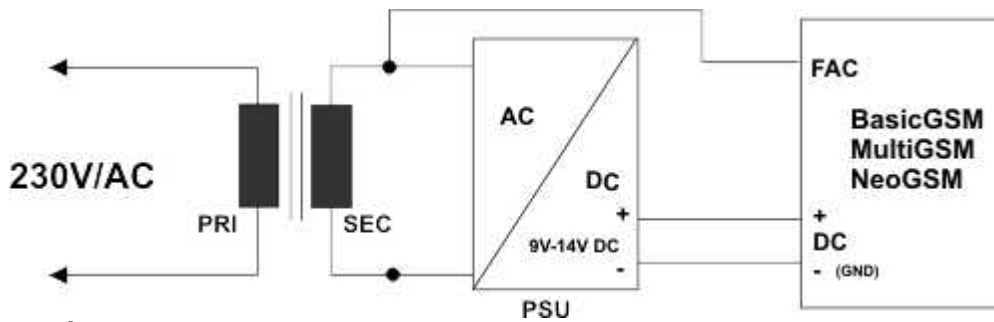 230V/AC
PRI
SEC
AC
DC
+
9V-14V DC
-
PSU
FAC
BasicGSM
MultiGSM
NeoGSM
+
DC
- (GND)